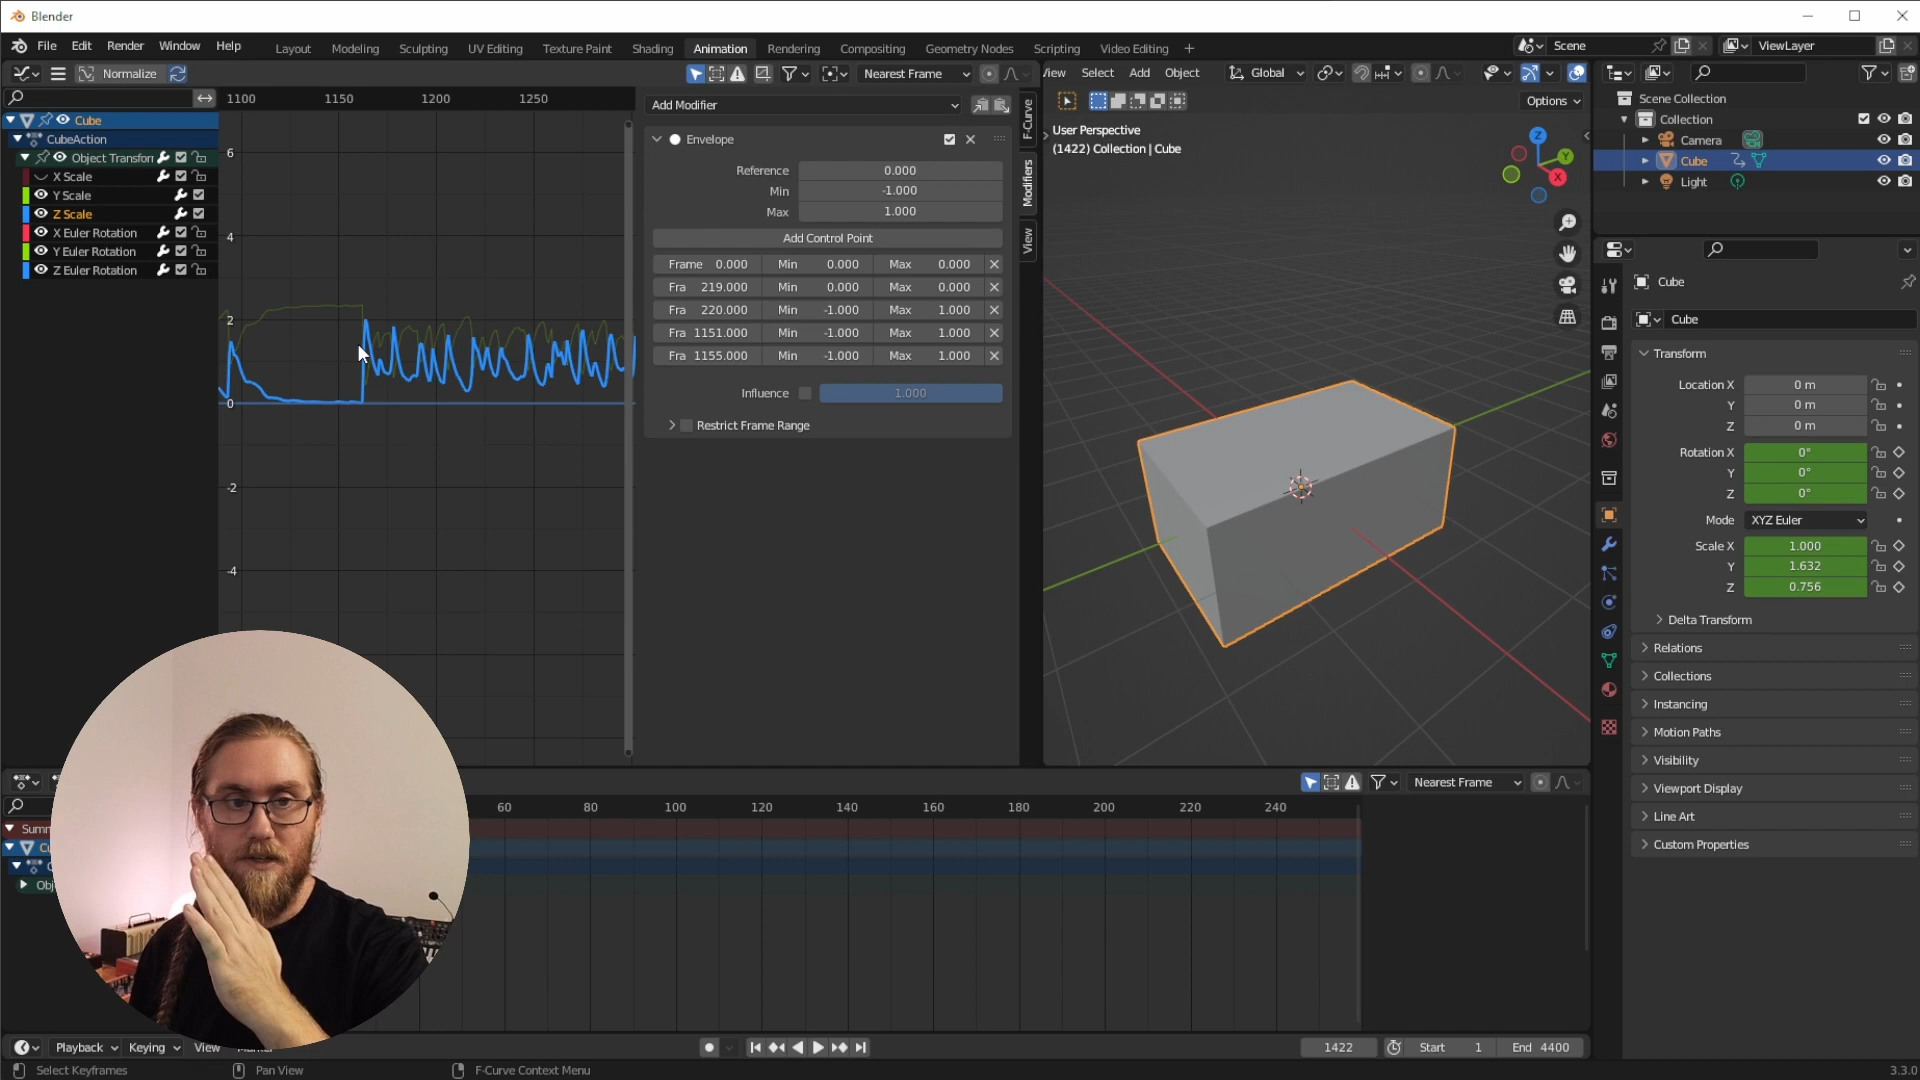 Blender
File Edit Render Window Help Layout Modeling Sculpting UV Editing Texture Paint Shading Animation Rendering Compositing Geometry Nodes Scripting Video Editing + Scene ViewLayer
Normalize Nearest Frame View Select Add Object Global
1100 1150 1200 1250
Options
Cube
CubeAction
Object Transform
X Scale
Y Scale
Z Scale
X Euler Rotation
Y Euler Rotation
Z Euler Rotation
6
4
2
0
-2
-4
Add Modifier
Envelope
Reference 0.000
Min -1.000
Max 1.000
Add Control Point
Frame 0.000 Min 0.000 Max 0.000
Fra 219.000 Min 0.000 Max 0.000
Fra 220.000 Min -1.000 Max 1.000
Fra 1151.000 Min -1.000 Max 1.000
Fra 1155.000 Min -1.000 Max 1.000
Influence 1.000
Restrict Frame Range
F-Curve
Modifiers
View
User Perspective
(1422) Collection | Cube
Z
Y
X
Scene Collection
Collection
Camera
Cube
Light
Cube
Cube
Transform
Location X 0 m
Y 0 m
Z 0 m
Rotation X 0°
Y 0°
Z 0°
Mode XYZ Euler
Scale X 1.000
Y 1.632
Z 0.756
Delta Transform
Relations
Collections
Instancing
Motion Paths
Visibility
Viewport Display
Line Art
Custom Properties
Nearest Frame
60 80 100 120 140 160 180 200 220 240
Summ
Cu
C
Obj
Playback Keying View 1422 Start 1 End 4400
Select Keyframes Pan View F-Curve Context Menu 3.3.0